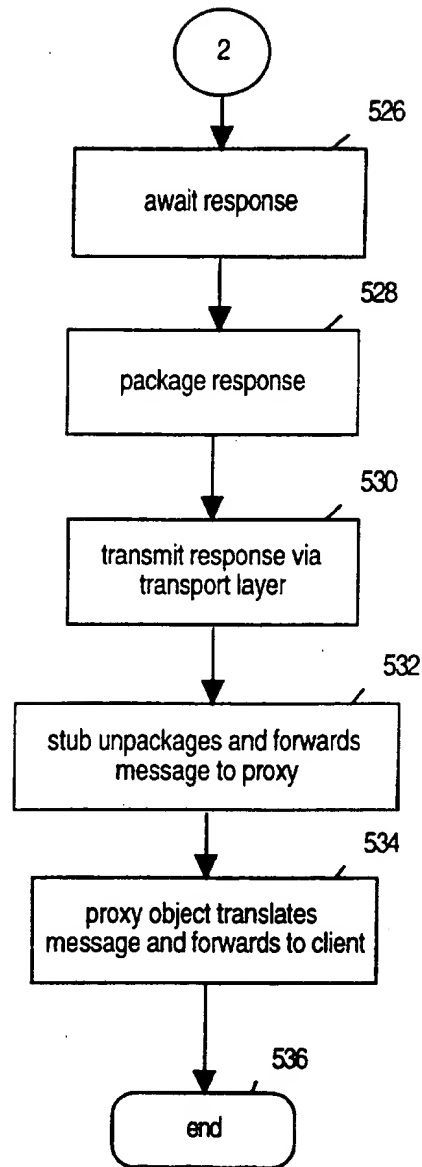 2
526
await response
528
package response
530
transmit response via
transport layer
532
stub unpackages and forwards
message to proxy
534
proxy object translates
message and forwards to client
536
end